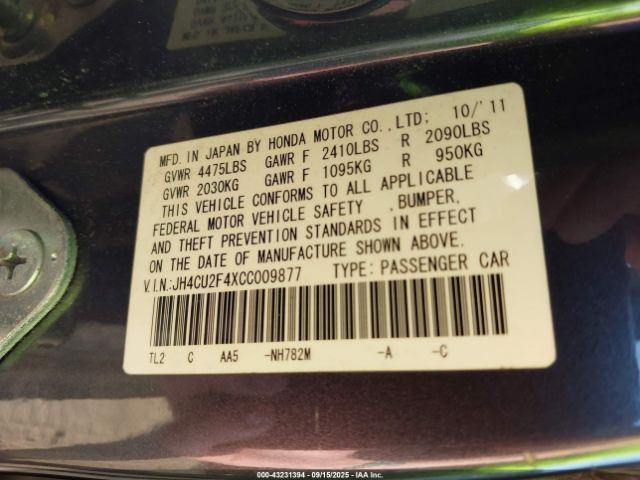 MFD. IN JAPAN BY HONDA MOTOR CO.,LTD: 10/'11
GVWR 4475LBS GAWR F 2410LBS R 2090LBS
GVWR 2030KG GAWR F 1095KG R 950KG
THIS VEHICLE CONFORMS TO ALL APPLICABLE
FEDERAL MOTOR VEHICLE SAFETY ,BUMPER,
AND THEFT PREVENTION STANDARDS IN EFFECT
ON THE DATE OF MANUFACTURE SHOWN ABOVE.
V.I.N.:JH4CU2F4XCC009877 TYPE: PASSENGER CAR
TL2 C AA5 -NH782M -A -C
000-43231394 - 09/15/2025 - IAA Inc.